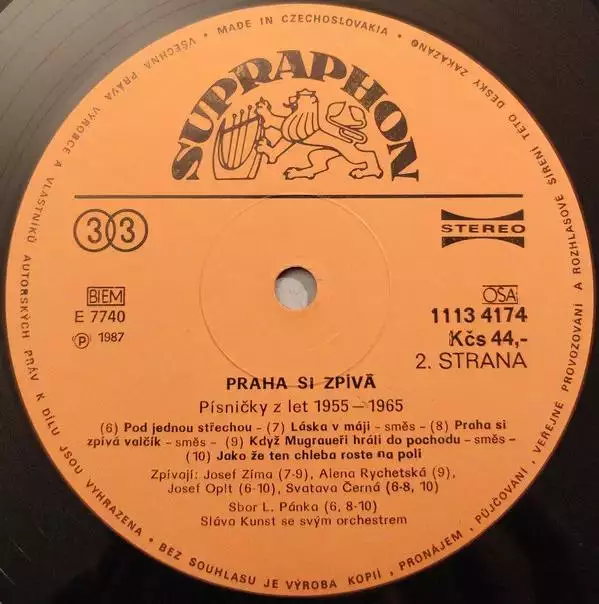 VŠECHNA PRÁVA VÝROBCE A VLASTNÍKŮ AUTORSKÝCH PRÁV K DÍLU JSOU VYHRAZENA • BEZ SOUHLASU JE VÝROBA KOPIÍ, PRONÁJEM, PŮJČOVÁNÍ, VEŘEJNÉ PROVOZOVÁNÍ A ROZHLASOVÉ ŠÍŘENÍ TÉTO DESKY ZAKÁZÁNO • MADE IN CZECHOSLOVAKIA •
SUPRAPHON
33
STEREO
BIEM
OSA
E 7740
1113 4174
Ⓟ 1987
Kčs 44,-
2. STRANA
PRAHA SI ZPÍVÁ
Písničky z let 1955—1965
(6) Pod jednou střechou - (7) Láska v máji - směs - (8) Praha si
zpívá valčík - směs - (9) Když Mugraueři hráli do pochodu - směs -
(10) Jako že ten chleba roste na poli
Zpívají: Josef Zíma (7-9), Alena Rychetská (9),
Josef Oplt (6-10), Svatava Černá (6-8, 10)
Sbor L. Pánka (6, 8-10)
Sláva Kunst se svým orchestrem